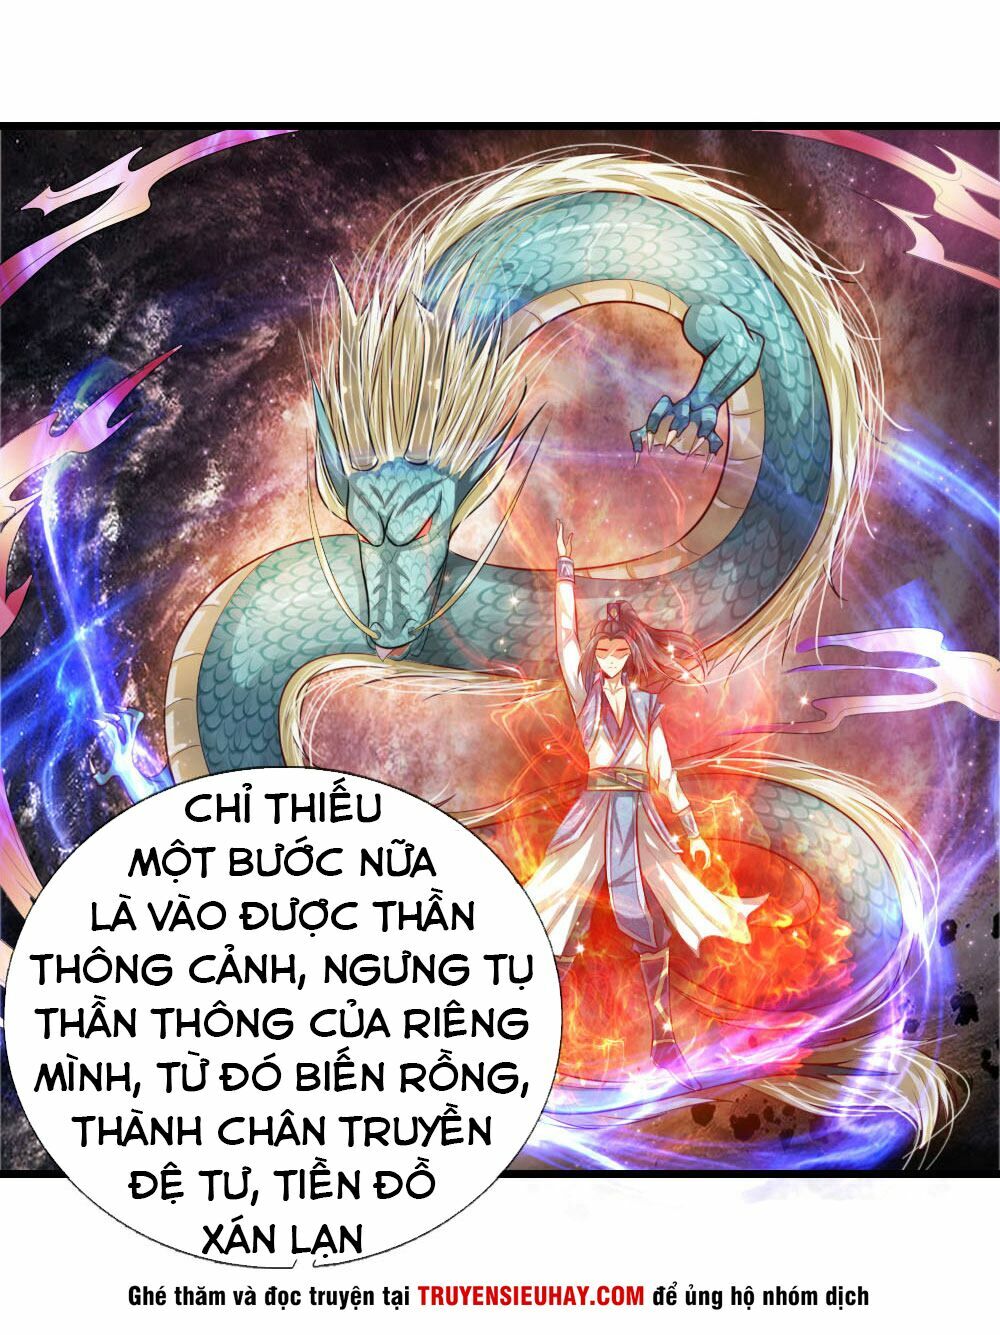 CHỈ THIẾU
MỘT BƯỚC NỮA
LÀ VÀO ĐƯỢC THẦN
THÔNG CẢNH, NGƯNG TỤ
THẦN THÔNG CỦA RIÊNG
MÌNH, TỪ ĐÓ BIẾN RỒNG,
THÀNH CHÂN TRUYỀN
ĐỆ TƯ, TIỀN ĐỒ
XÁN LẠN
Ghé thăm và đọc truyện tại TRUYENSIEUHAY.COM để ủng hộ nhóm dịch